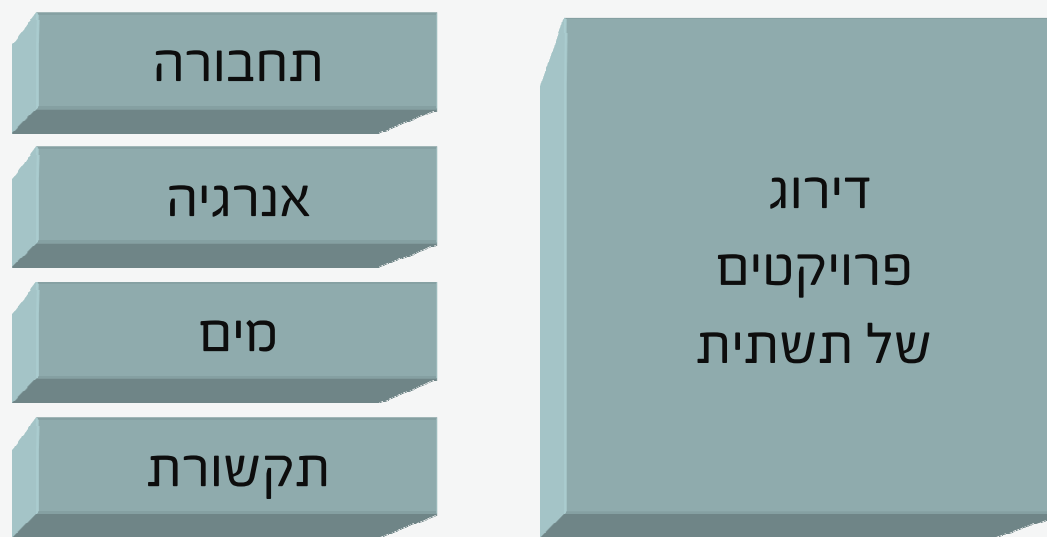 דירוג
פרויקטים
של תשתית
תחבורה
אנרגיה
מים
תקשורת